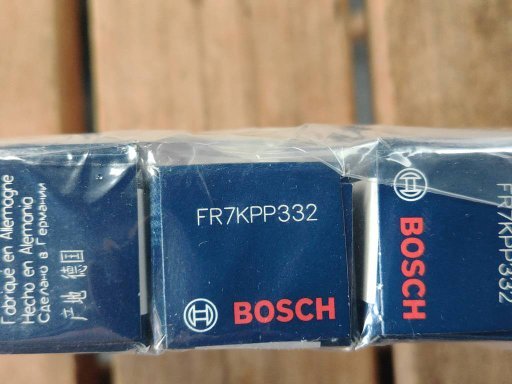 Fabriqué en Allemagne
Hecho en Alemania
Сделано в Германии
产地 德国
FR7KPP332
BOSCH
BOSCH
FR7KPP332